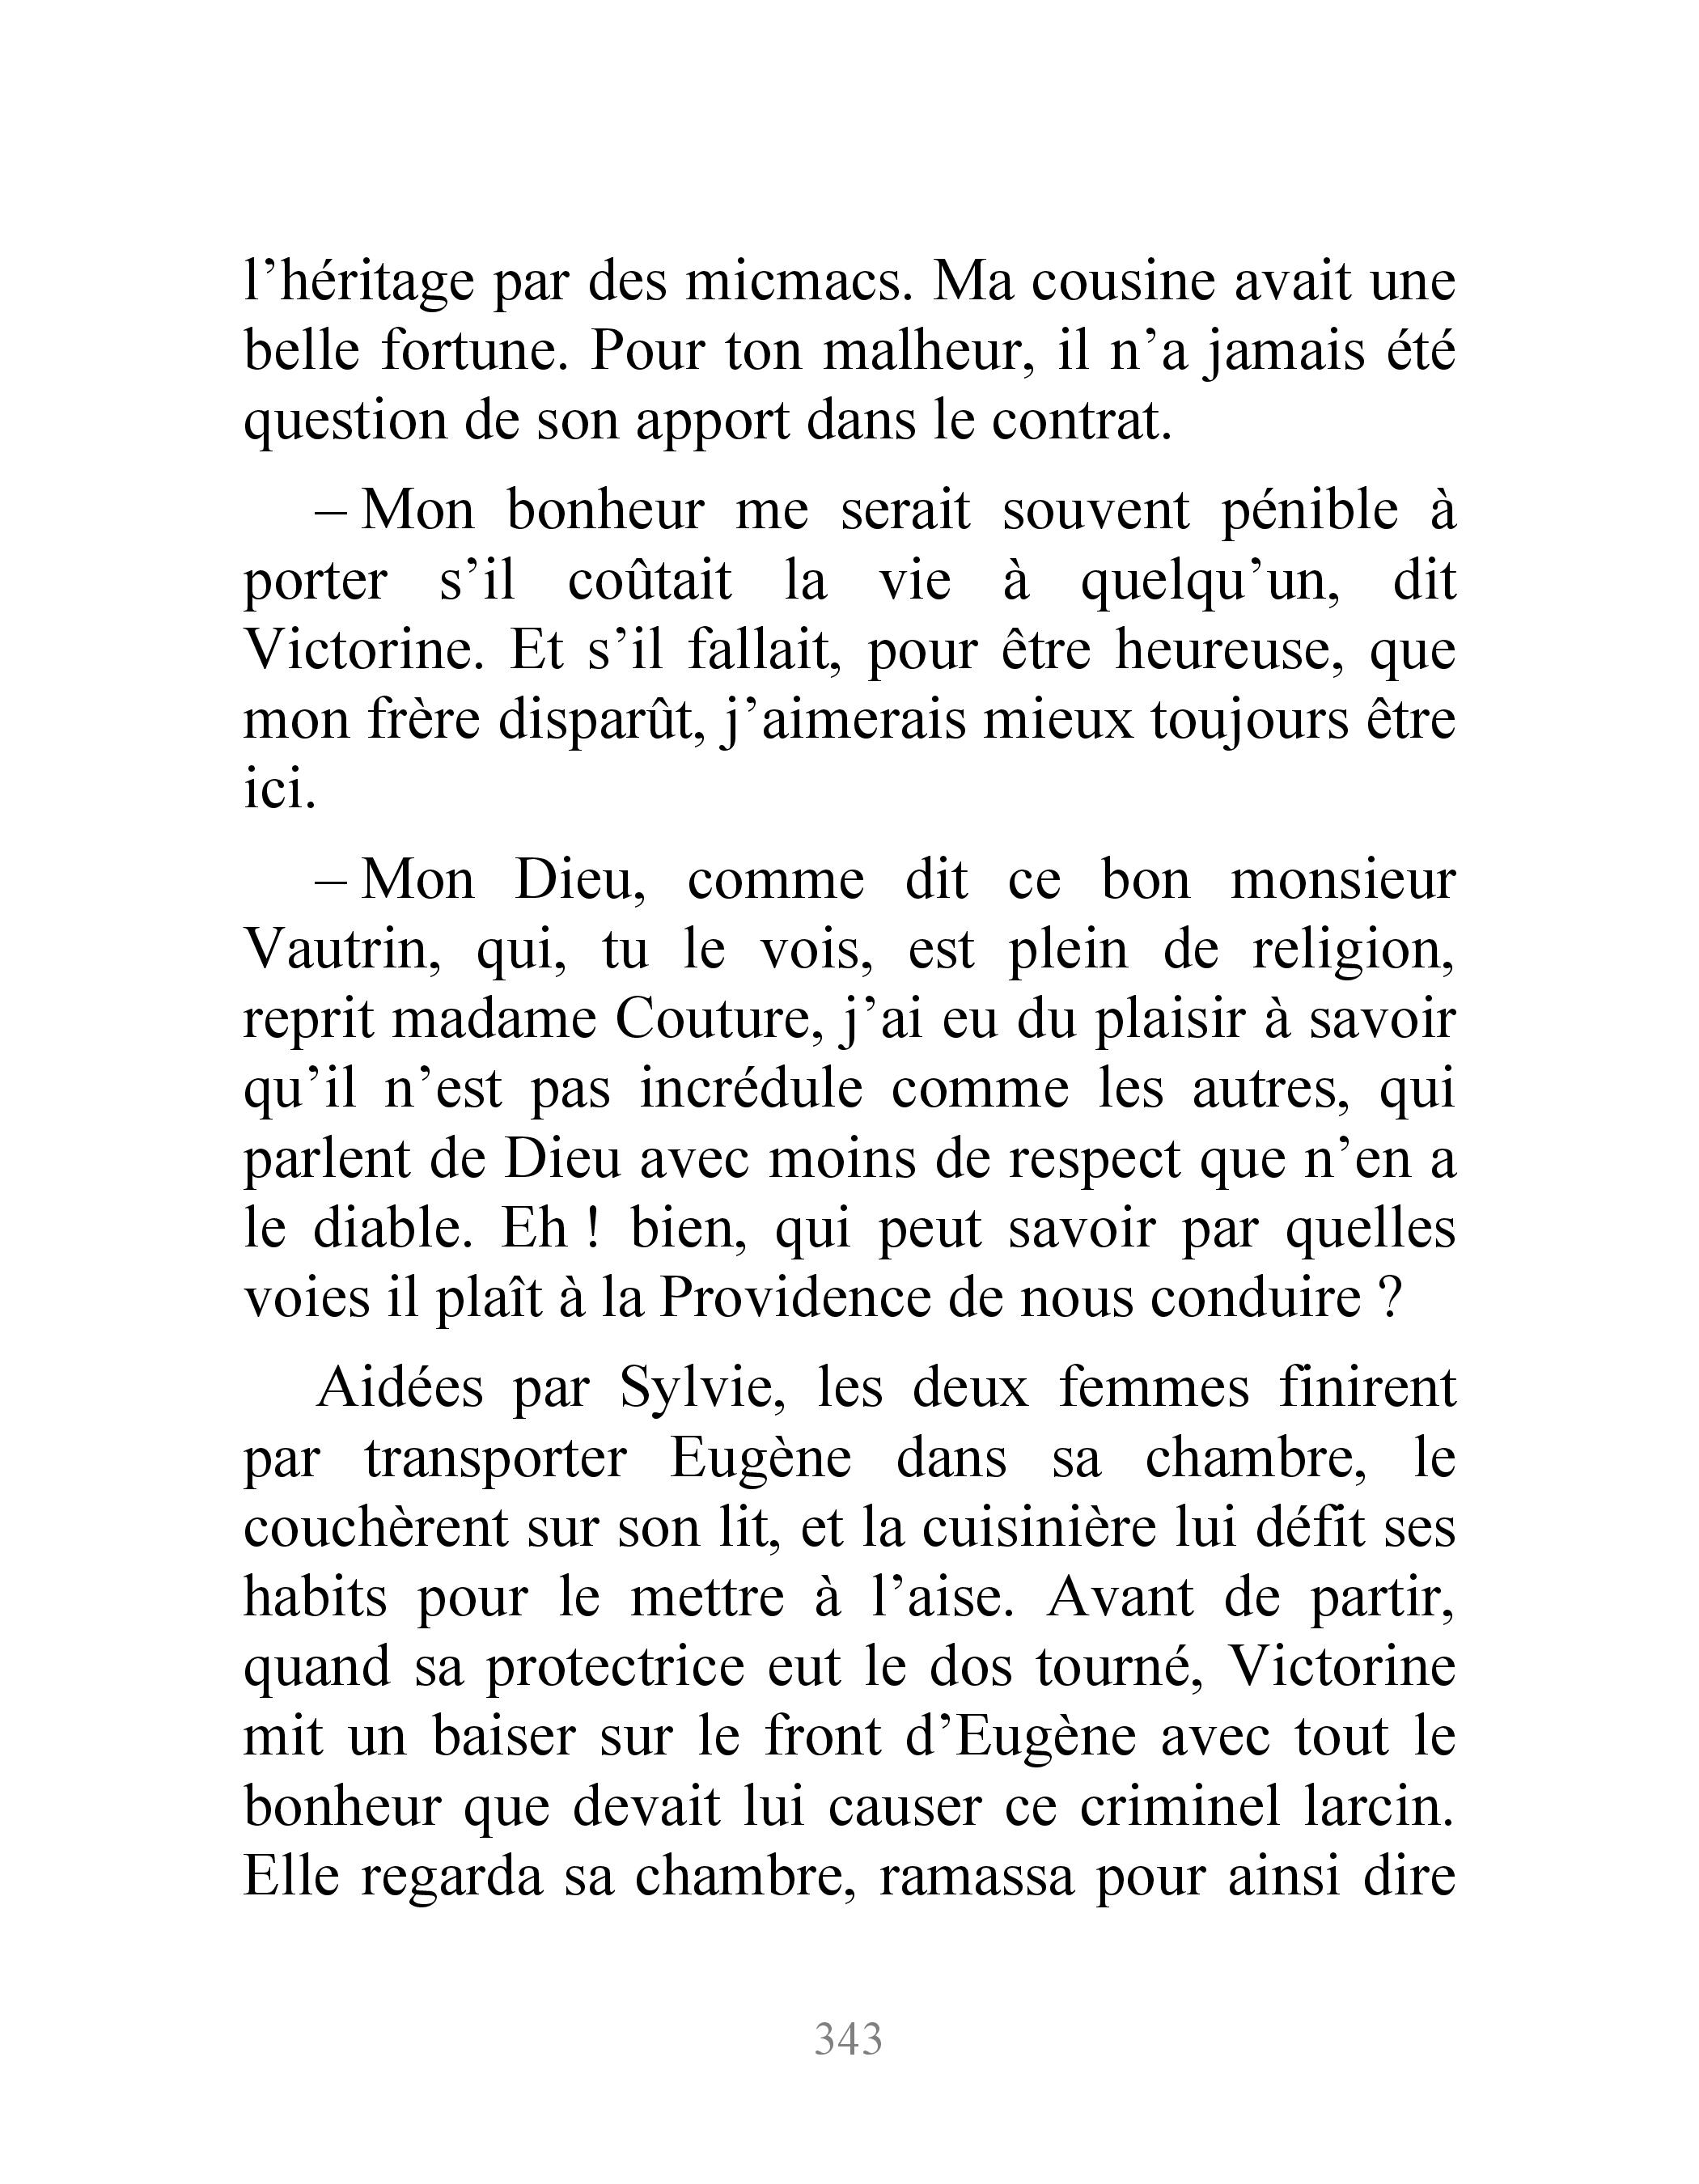 l’héritage par des micmacs. Ma cousine avait une
belle fortune. Pour ton malheur, il n’a jamais été
question de son apport dans le contrat.
– Mon bonheur me serait souvent pénible à
porter s’il coûtait la vie à quelqu’un, dit
Victorine. Et s’il fallait, pour être heureuse, que
mon frère disparût, j’aimerais mieux toujours être
ici.
– Mon Dieu, comme dit ce bon monsieur
Vautrin, qui, tu le vois, est plein de religion,
reprit madame Couture, j’ai eu du plaisir à savoir
qu’il n’est pas incrédule comme les autres, qui
parlent de Dieu avec moins de respect que n’en a
le diable. Eh ! bien, qui peut savoir par quelles
voies il plaît à la Providence de nous conduire ?
Aidées par Sylvie, les deux femmes finirent
par transporter Eugène dans sa chambre, le
couchèrent sur son lit, et la cuisinière lui défit ses
habits pour le mettre à l’aise. Avant de partir,
quand sa protectrice eut le dos tourné, Victorine
mit un baiser sur le front d’Eugène avec tout le
bonheur que devait lui causer ce criminel larcin.
Elle regarda sa chambre, ramassa pour ainsi dire
343